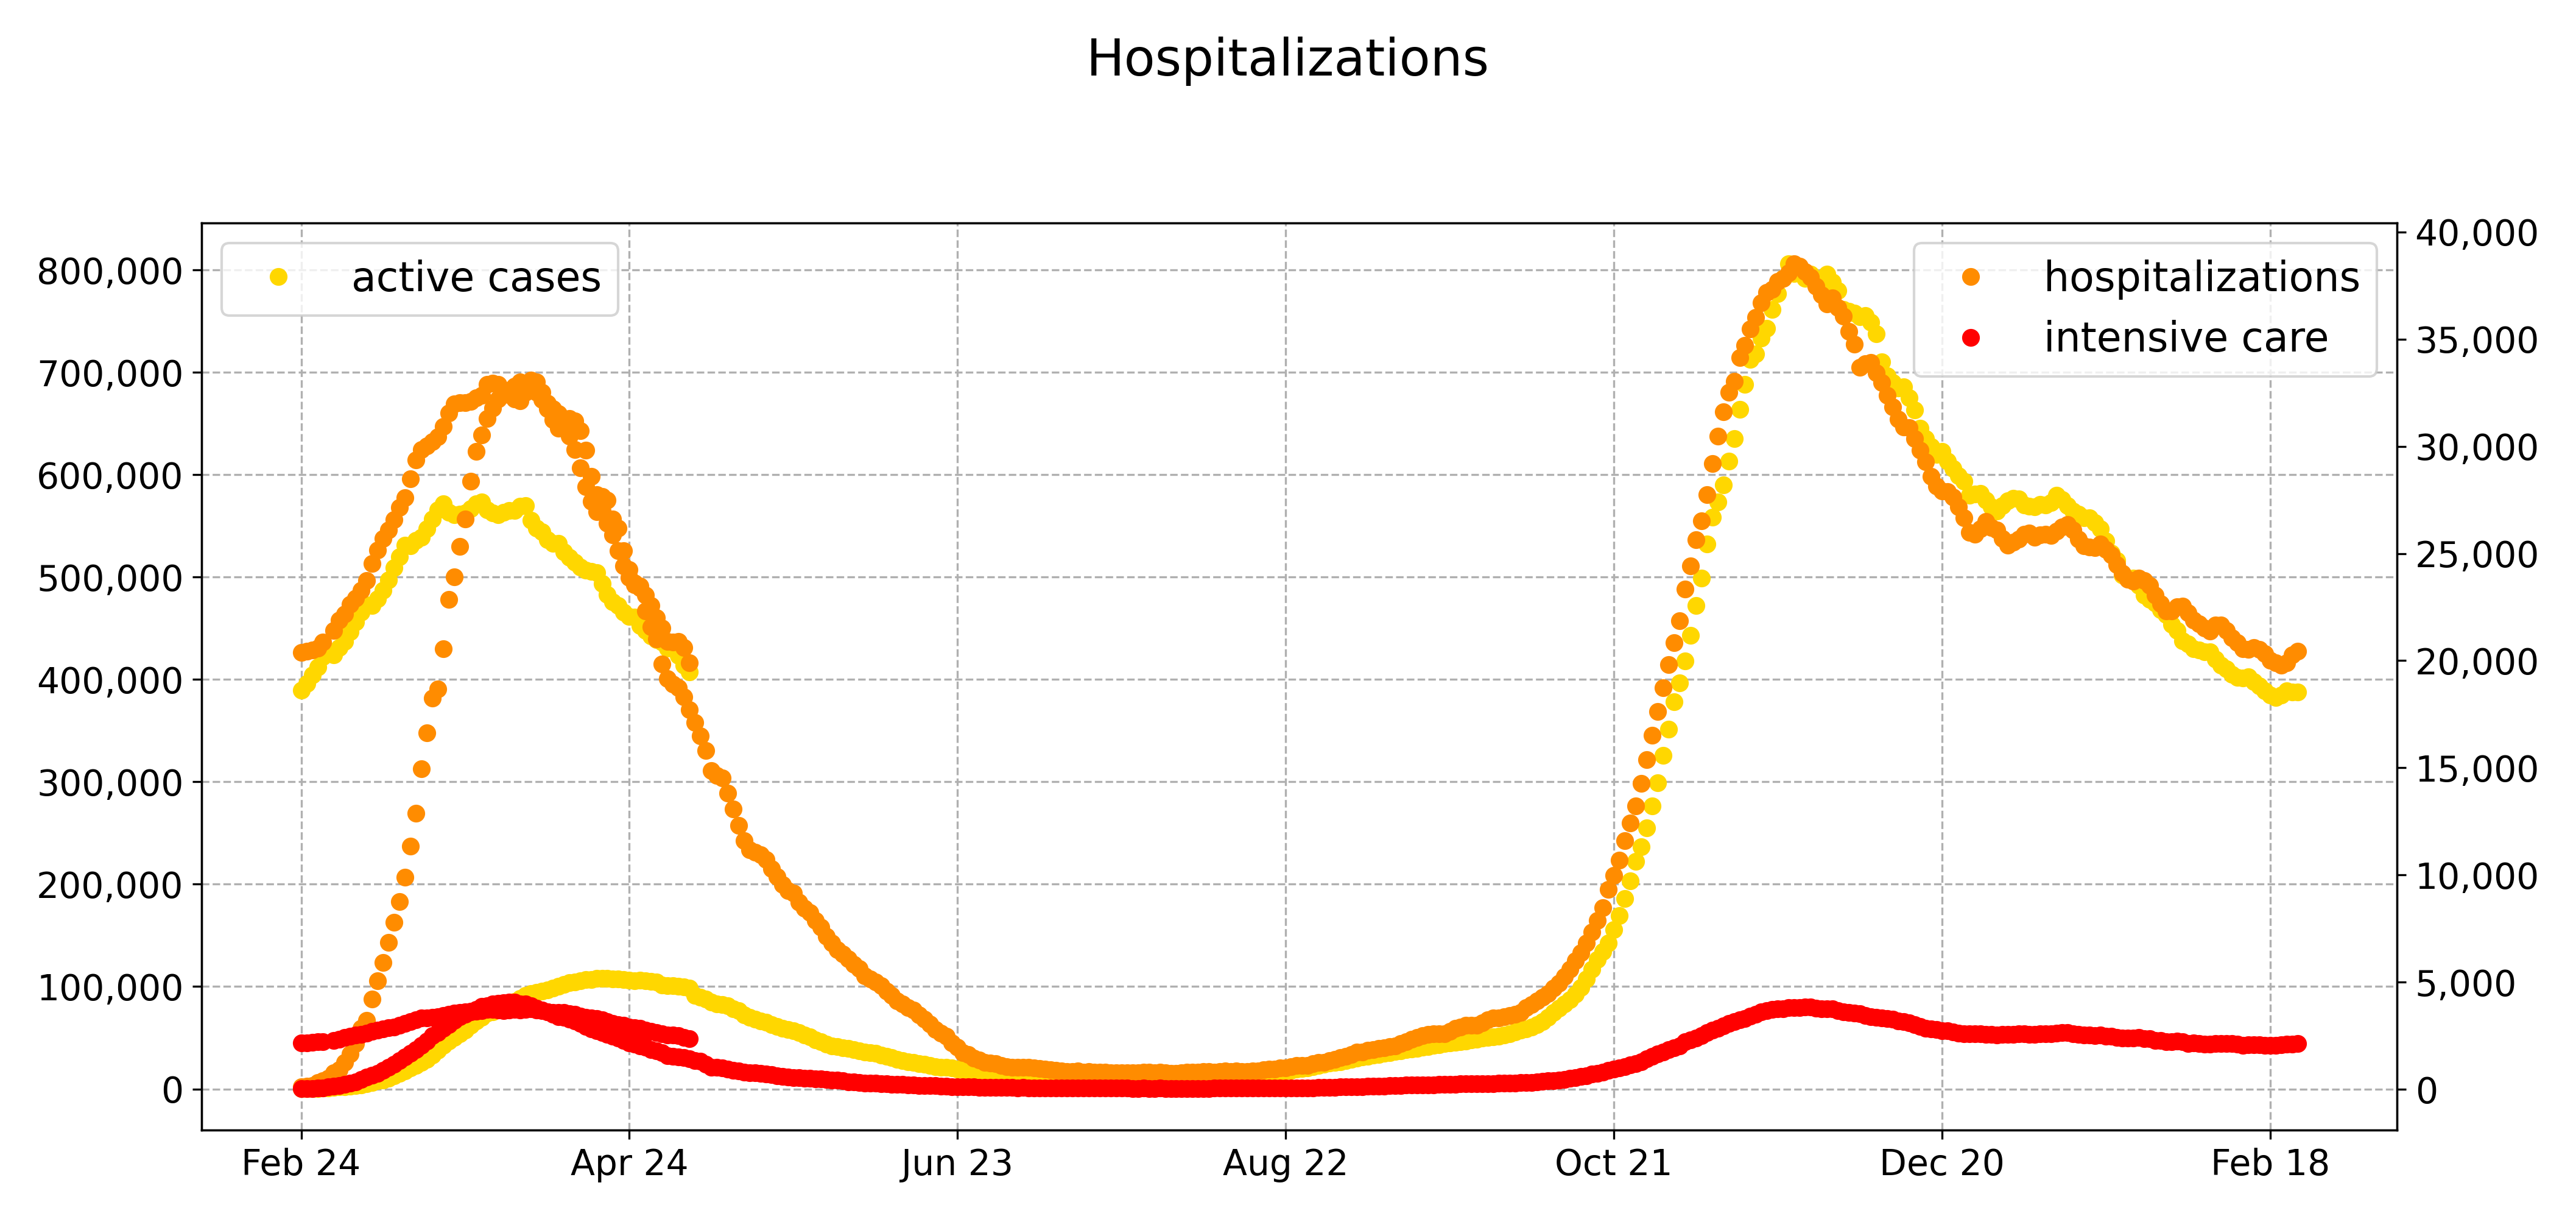 Hospitalizations
active cases
hospitalizations
intensive care
800,000
700,000
600,000
500,000
400,000
300,000
200,000
100,000
0
40,000
35,000
30,000
25,000
20,000
15,000
10,000
5,000
0
Feb 24
Apr 24
Jun 23
Aug 22
Oct 21
Dec 20
Feb 18